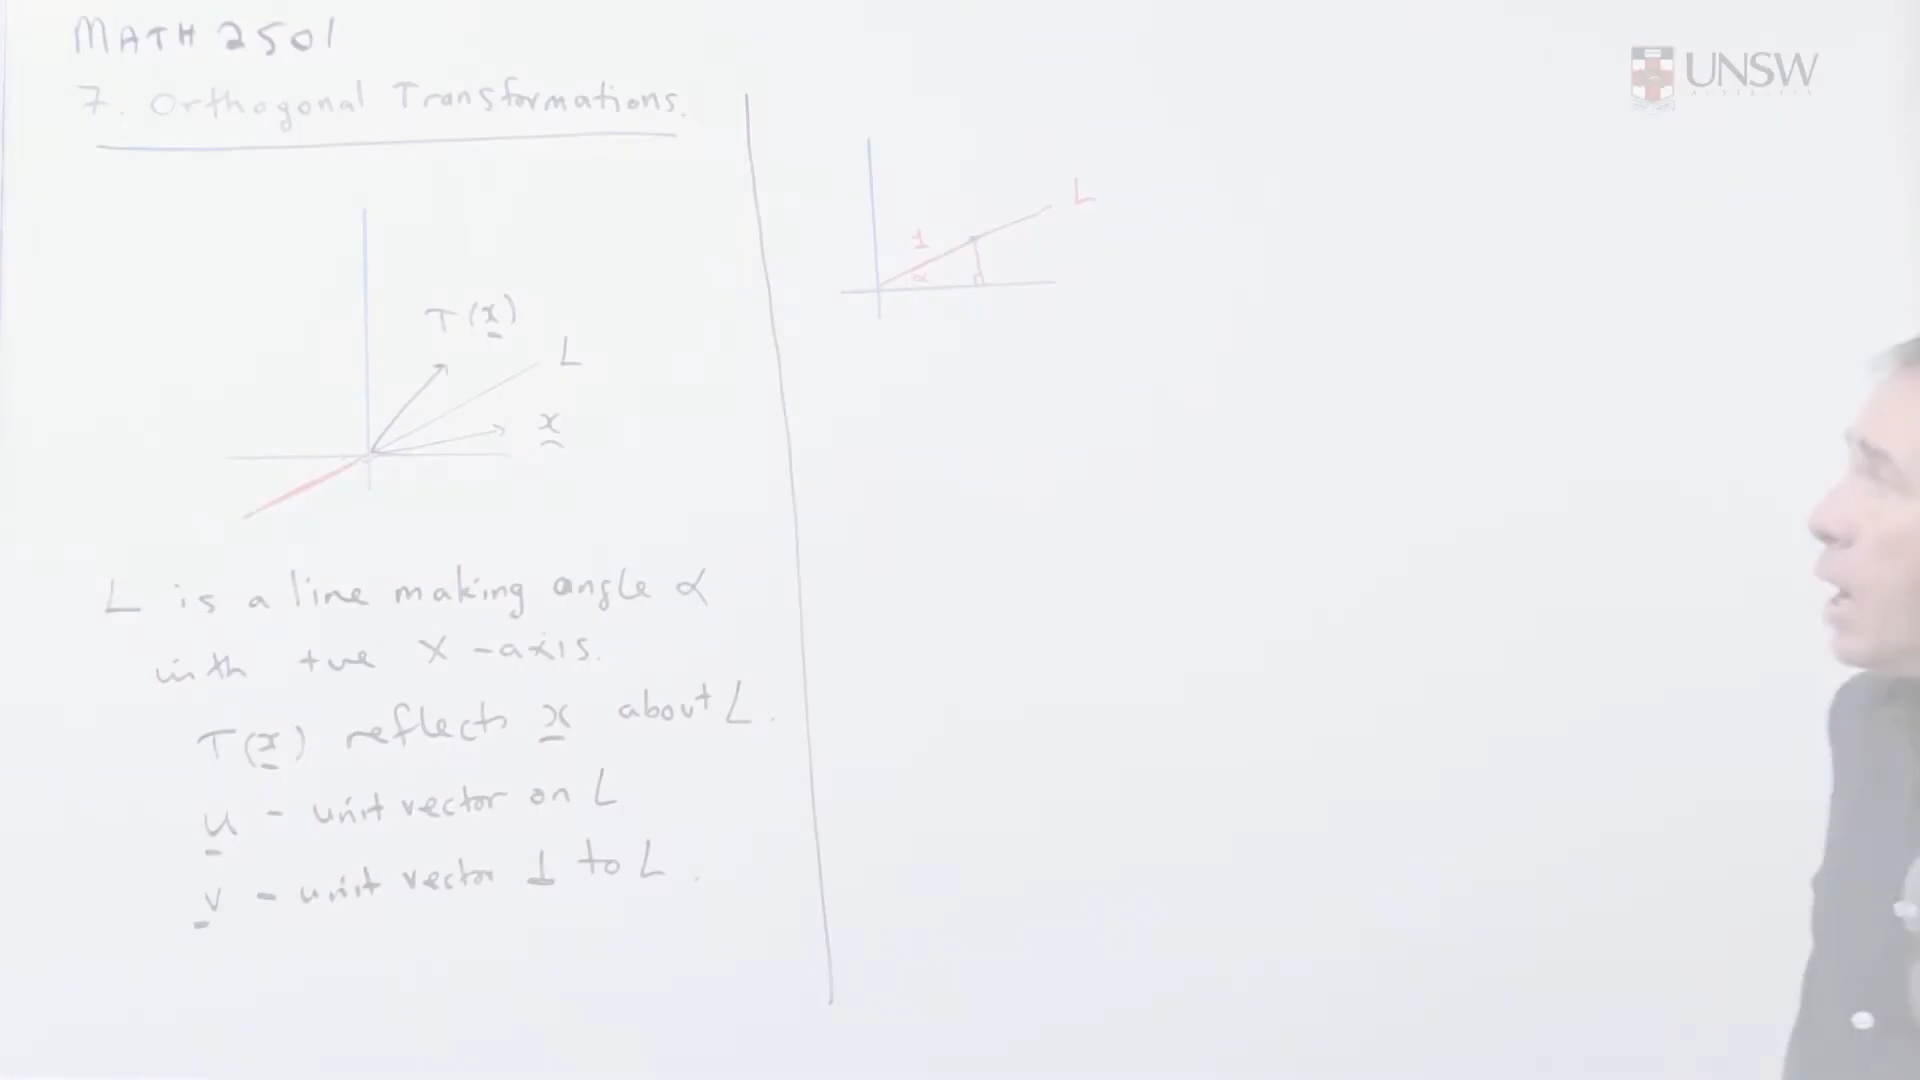 MATH 2501
7. Orthogonal Transformations.
UNSW
AUSTRALIA
L
1
α
T(x)
L
x
L is a line making angle α
with +ve X-axis.
T(x) reflects x about L.
u - unit vector on L
v - unit vector ⊥ to L.